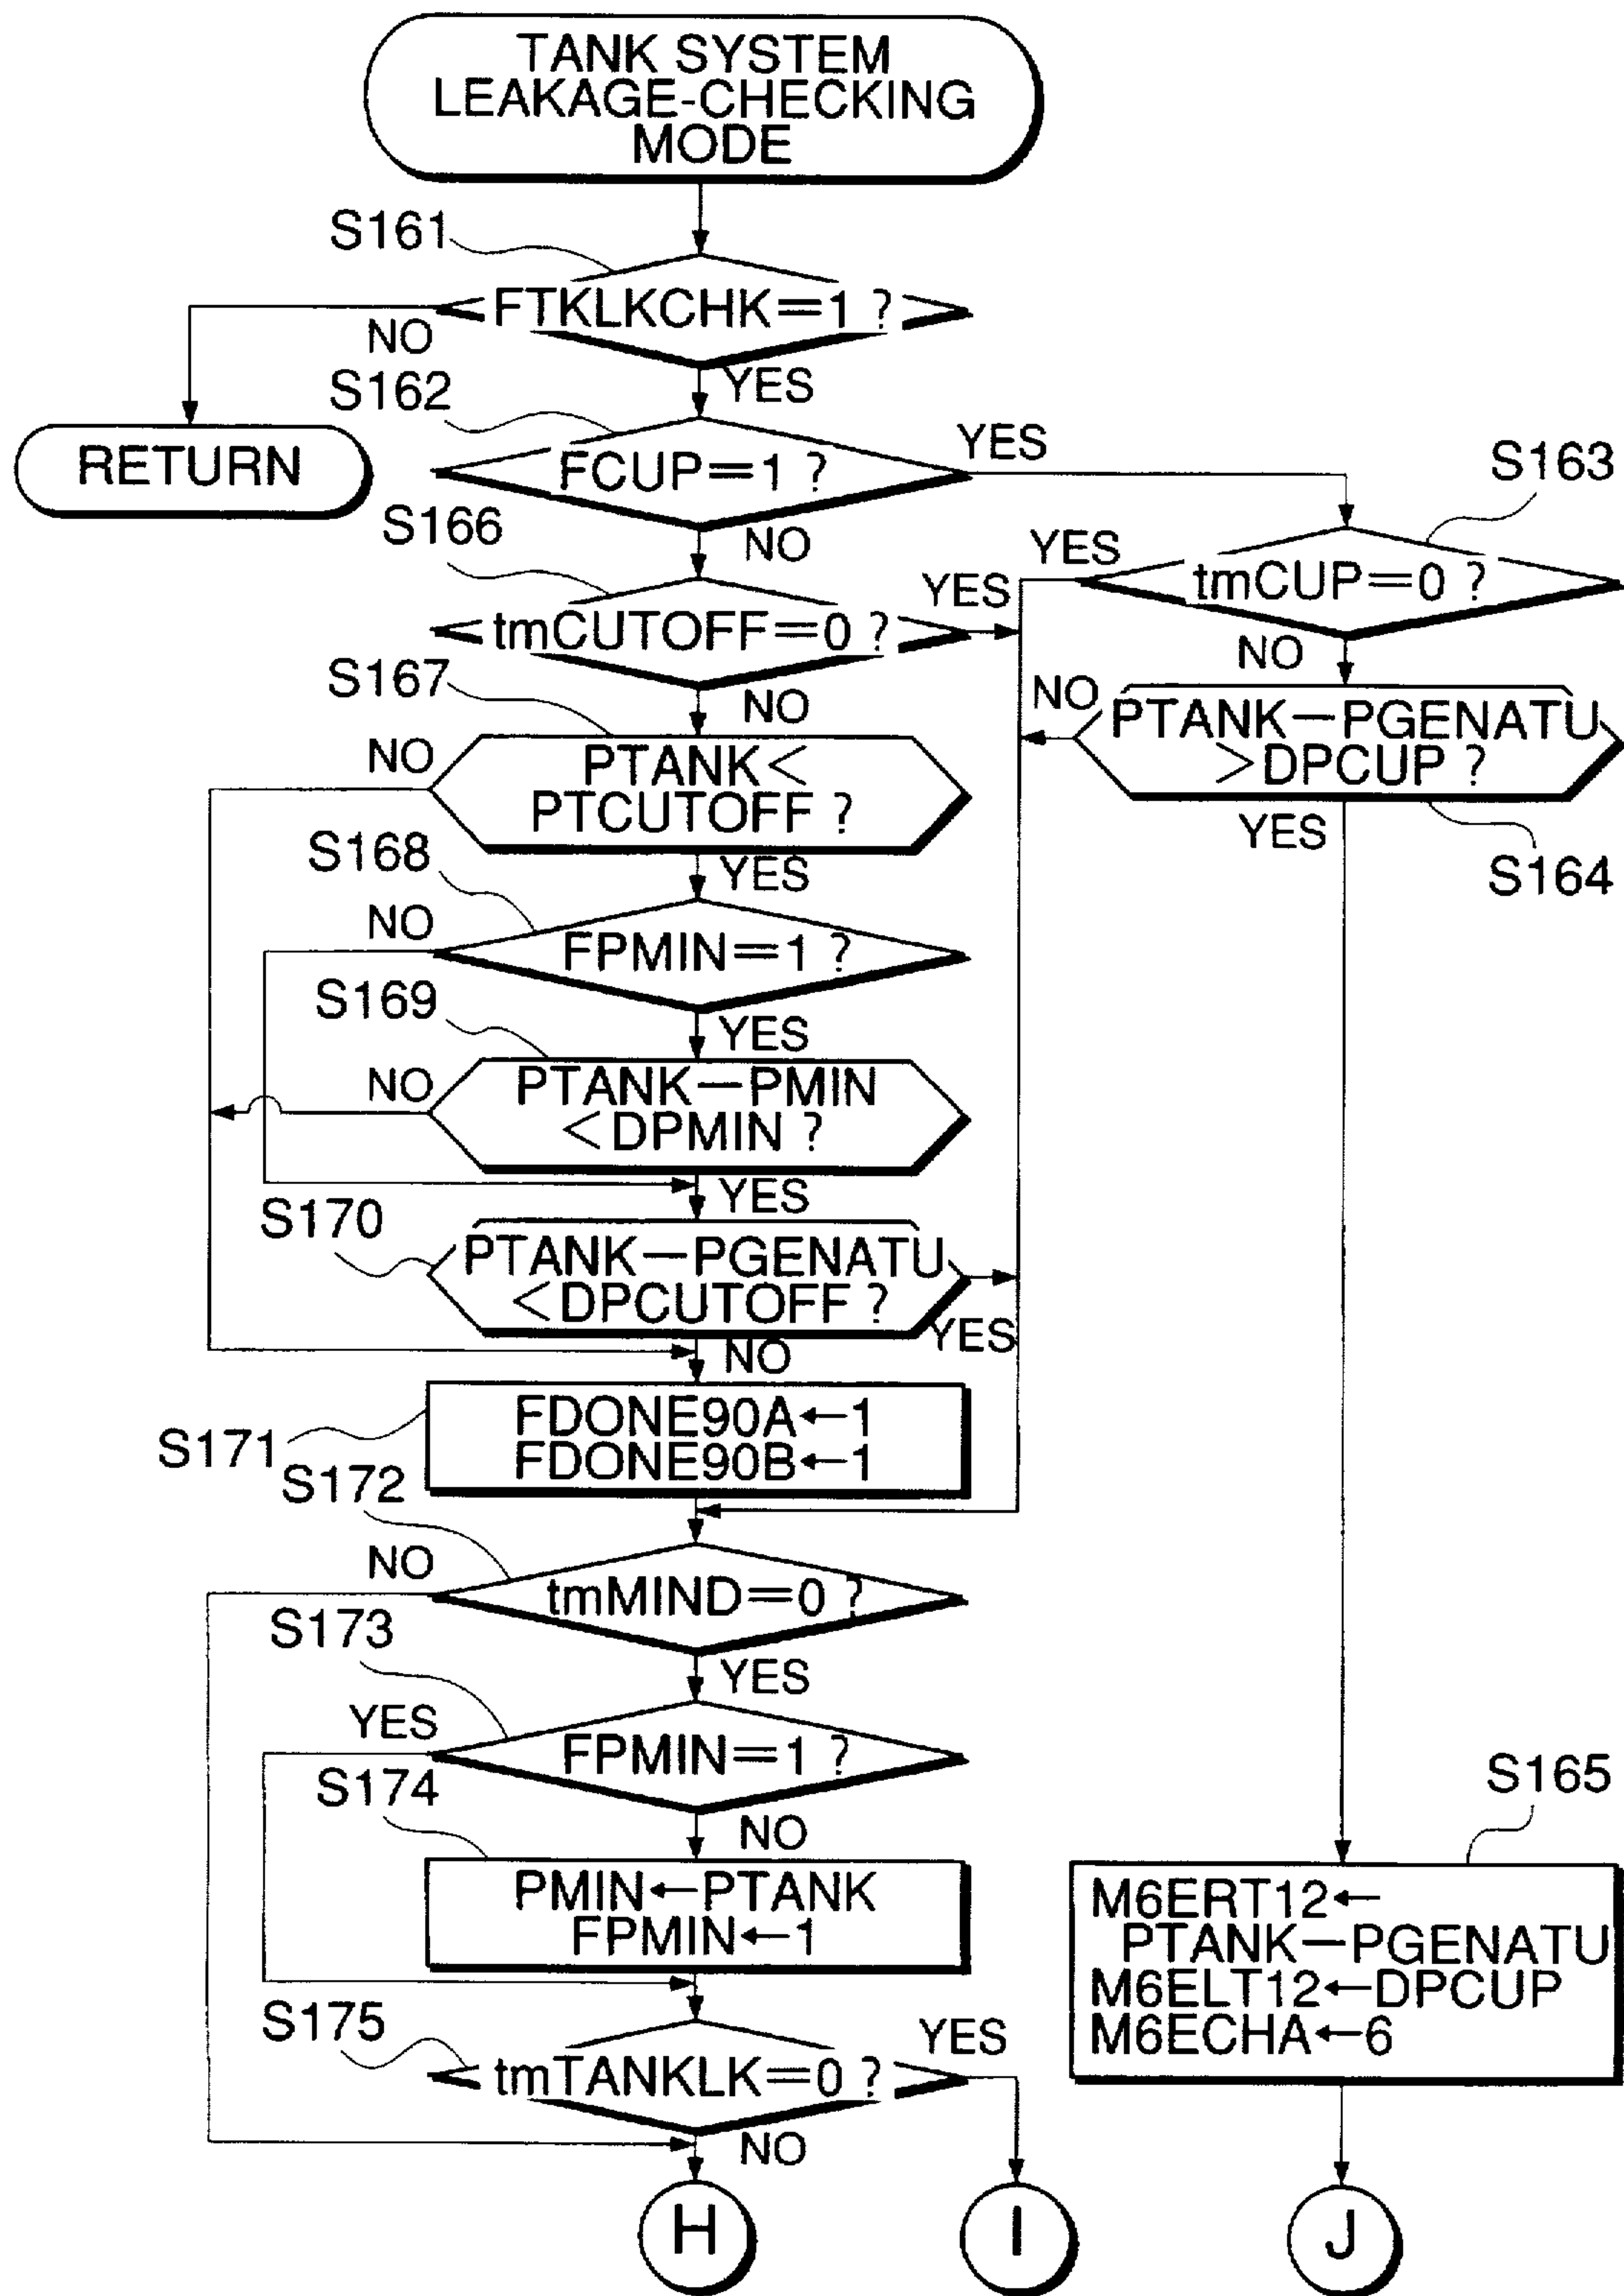 TANK SYSTEM
LEAKAGE-CHECKING
MODE
S161
FTKLKCHK=1 ?
NO
YES
RETURN
S162
FCUP=1 ?
YES
NO
S163
tmCUP=0 ?
YES
NO
S166
tmCUTOFF=0 ?
YES
NO
PTANK−PGENATU
>DPCUP ?
NO
YES
S164
S167
PTANK<
PTCUTOFF ?
NO
YES
S168
FPMIN=1 ?
NO
YES
S169
PTANK−PMIN
<DPMIN ?
NO
YES
S170
PTANK−PGENATU
<DPCUTOFF ?
YES
NO
S171
FDONE90A←1
FDONE90B←1
S172
tmMIND=0 ?
NO
YES
S173
FPMIN=1 ?
YES
NO
S174
PMIN←PTANK
FPMIN←1
S165
M6ERT12←
PTANK−PGENATU
M6ELT12←DPCUP
M6ECHA←6
S175
tmTANKLK=0 ?
YES
NO
H
I
J